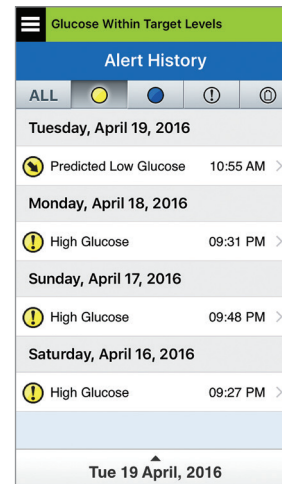 Glucose Within Target Levels
Alert History
ALL
Tuesday, April 19, 2016
Predicted Low Glucose 10:55 AM
Monday, April 18, 2016
High Glucose 09:31 PM
Sunday, April 17, 2016
High Glucose 09:48 PM
Saturday, April 16, 2016
High Glucose 09:27 PM
Tue 19 April, 2016